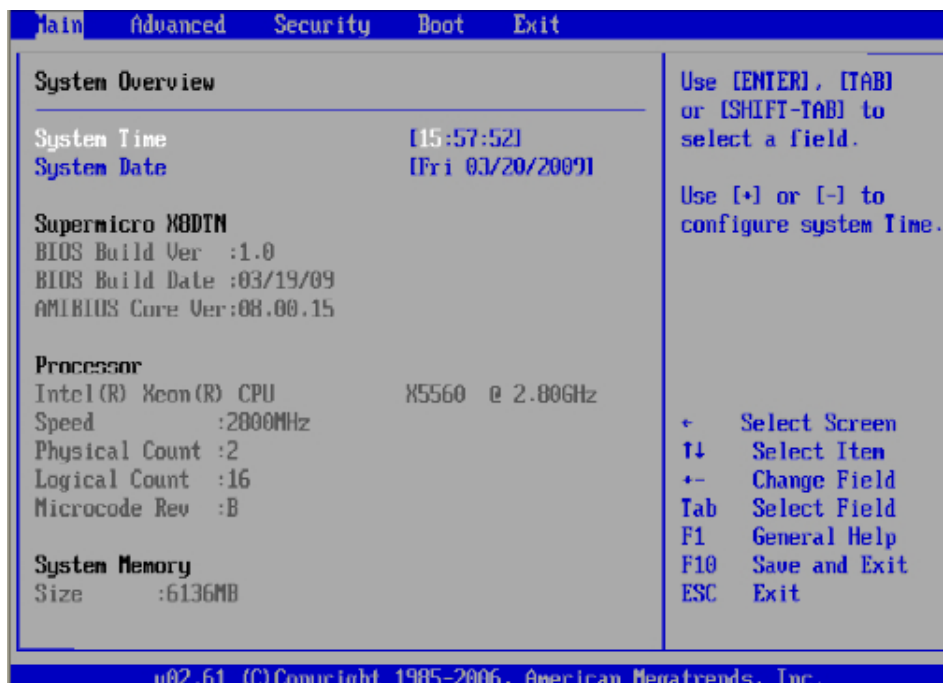 Main Advanced Security Boot Exit
System Overview
System Time [15:57:52]
System Date [Fri 03/20/2009]
Supermicro X8DTN
BIOS Build Ver :1.0
BIOS Build Date :03/19/09
AMIBIOS Core Ver:08.00.15
Processor
Intel(R) Xeon(R) CPU X5560 @ 2.80GHz
Speed :2800MHz
Physical Count :2
Logical Count :16
Microcode Rev :B
System Memory
Size :6136MB
Use [ENTER], [TAB]
or [SHIFT-TAB] to
select a field.
Use [+] or [-] to
configure system Time.
← Select Screen
↑↓ Select Item
+- Change Field
Tab Select Field
F1 General Help
F10 Save and Exit
ESC Exit
v02.61 (C)Copyright 1985-2006, American Megatrends, Inc.